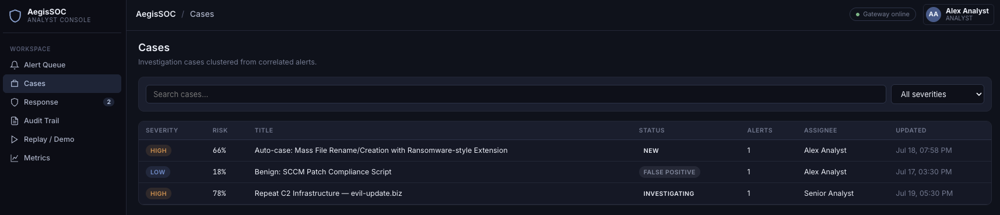 AegisSOC
ANALYST CONSOLE
WORKSPACE
Alert Queue
Cases
Response 2
Audit Trail
Replay / Demo
Metrics
AegisSOC / Cases
Gateway online
AA Alex Analyst
ANALYST
Cases
Investigation cases clustered from correlated alerts.
Search cases...
All severities
SEVERITY RISK TITLE STATUS ALERTS ASSIGNEE UPDATED
HIGH 66% Auto-case: Mass File Rename/Creation with Ransomware-style Extension NEW 1 Alex Analyst Jul 18, 07:58 PM
LOW 18% Benign: SCCM Patch Compliance Script FALSE POSITIVE 1 Alex Analyst Jul 17, 03:30 PM
HIGH 78% Repeat C2 Infrastructure — evil-update.biz INVESTIGATING 1 Senior Analyst Jul 19, 05:30 PM